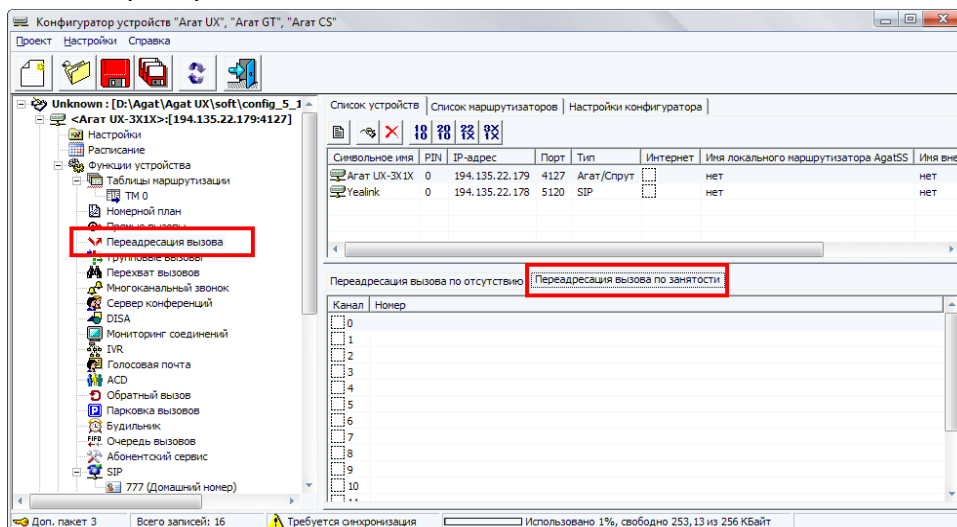 Конфигуратор устройств "Агат UX", "Агат GT", "Агат CS"
Проект Настройки Справка
Unknown : [D:\Agat\Agat UX\soft\config_5_1
<Агат UX-3X1X>:[194.135.22.179:4127]
Настройки
Расписание
Функции устройства
Таблицы маршрутизации
ТМ 0
Номерной план
Прямые вызовы
Переадресация вызова
Групповые вызовы
Перехват вызовов
Многоканальный звонок
Сервер конференций
DISA
Мониторинг соединений
IVR
Голосовая почта
ACD
Обратный вызов
Парковка вызовов
Будильник
Очередь вызовов
Абонентский сервис
SIP
777 (Домашний номер)
Список устройств Список маршрутизаторов Настройки конфигуратора
Символьное имя PIN IP-адрес Порт Тип Интернет Имя локального маршрутизатора AgatSS Имя вне
Агат UX-3X1X 0 194.135.22.179 4127 Агат/Спрут нет нет
Yealink 0 194.135.22.178 5120 SIP нет нет
Переадресация вызова по отсутствию Переадресация вызова по занятости
Канал Номер
0
1
2
3
4
5
6
7
8
9
10
11
Доп. пакет 3 Всего записей: 16 Требуется синхронизация Использовано 1%, свободно 253,13 из 256 КБайт